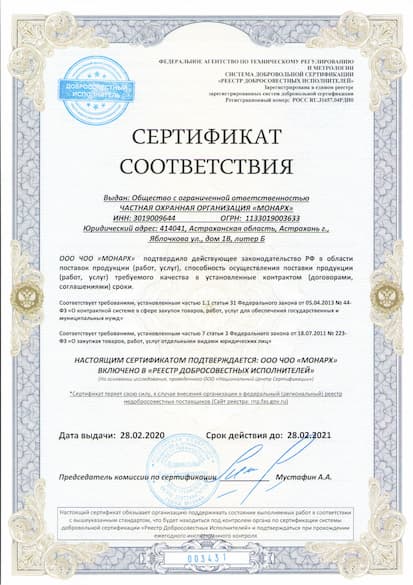 ФЕДЕРАЛЬНОЕ АГЕНТСТВО ПО ТЕХНИЧЕСКОМУ РЕГУЛИРОВАНИЮ
И МЕТРОЛОГИИ
СИСТЕМА ДОБРОВОЛЬНОЙ СЕРТИФИКАЦИИ
«РЕЕСТР ДОБРОСОВЕСТНЫХ ИСПОЛНИТЕЛЕЙ»
Зарегистрирована в едином реестре
зарегистрированных систем добровольной сертификации
Регистрационный номер: РОСС RU.31657.04РДИ0
ДОБРОСОВЕСТНЫЙ
ИСПОЛНИТЕЛЬ
СЕРТИФИКАТ
СООТВЕТСТВИЯ
Выдан: Общество с ограниченной ответственностью
ЧАСТНАЯ ОХРАННАЯ ОРГАНИЗАЦИЯ «МОНАРХ»
ИНН: 3019009644 ОГРН: 1133019003633
Юридический адрес: 414041, Астраханская область, Астрахань г.,
Яблочкова ул., дом 1В, литер Б
ООО ЧОО «МОНАРХ» подтвердило действующее законодательство РФ в области
поставок продукции (работ, услуг), способность осуществления поставки продукции
(работ, услуг) требуемого качества в установленные контрактом (договорами,
соглашениями) сроки.
Соответствует требованиям, установленным частью 1.1 статьи 31 Федерального закона от 05.04.2013 № 44-
ФЗ «О контрактной системе в сфере закупок товаров, работ, услуг для обеспечения государственных и
муниципальных нужд»
Соответствует требованиям, установленным частью 7 статьи 3 Федерального закона от 18.07.2011 № 223-
ФЗ «О закупках товаров, работ, услуг отдельными видами юридических лиц»
НАСТОЯЩИМ СЕРТИФИКАТОМ ПОДТВЕРЖДАЕТСЯ: ООО ЧОО «МОНАРХ»
ВКЛЮЧЕНО В «РЕЕСТР ДОБРОСОВЕСТНЫХ ИСПОЛНИТЕЛЕЙ»
(На основании исследования, проведенного ООО «Национальный Центр Сертификации»)
*Сертификат теряет свою силу, в случае внесения организации в федеральный (региональный) реестр
недобросовестных поставщиков (Сайт реестра: rnp.fas.gov.ru)
Дата выдачи: 28.02.2020 Срок действия до: 28.02.2021
Председатель комиссии по сертификации Мустафин А.А.
Настоящий сертификат обязывает организацию поддерживать состояние выполняемых работ в соответствии
с вышеуказанным стандартом, что будет находиться под контролем органа по сертификации системы
добровольной сертификации «Реестр Добросовестных Исполнителей» и подтверждаться при прохождении
ежегодного инспекционного контроля
003431